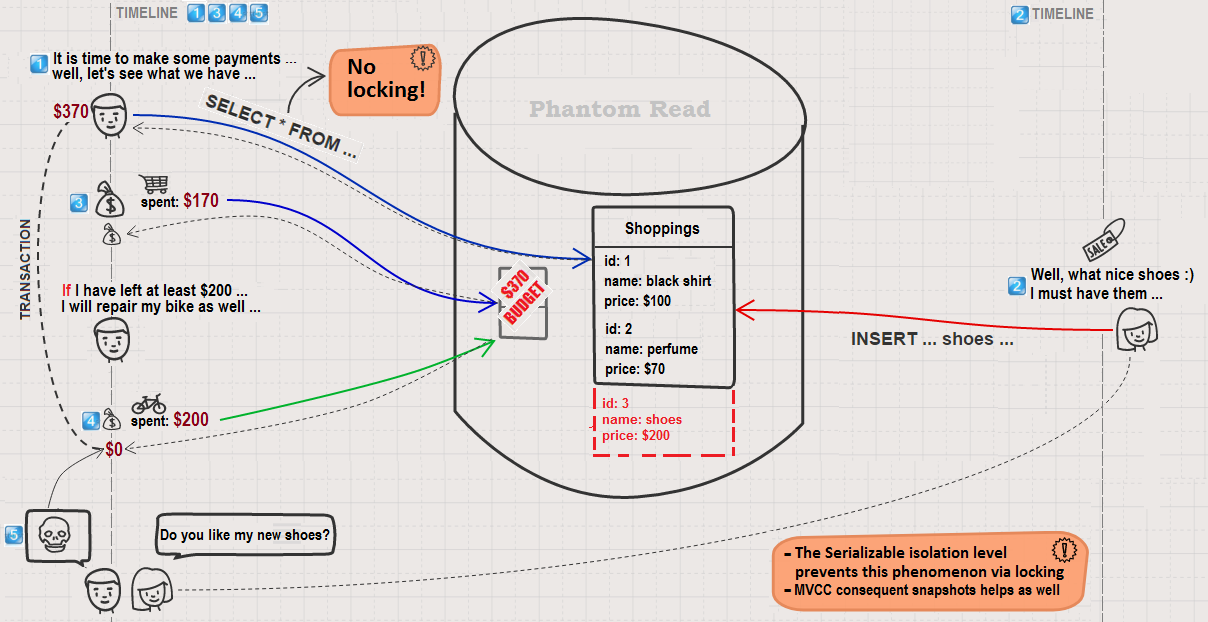 TIMELINE 1 3 4 5
2 TIMELINE
1 It is time to make some payments ...
well, let's see what we have ...
No
locking!
$370
SELECT * FROM ...
Phantom Read
3 spent: $170
$
$
TRANSACTION
If I have left at least $200 ...
I will repair my bike as well ...
$370
BUDGET
Shoppings
id: 1
name: black shirt
price: $100
id: 2
name: perfume
price: $70
id: 3
name: shoes
price: $200
SALE
2 Well, what nice shoes :)
I must have them ...
INSERT ... shoes ...
4 $ spent: $200
$0
5
Do you like my new shoes?
- The Serializable isolation level
prevents this phenomenon via locking
- MVCC consequent snapshots helps as well